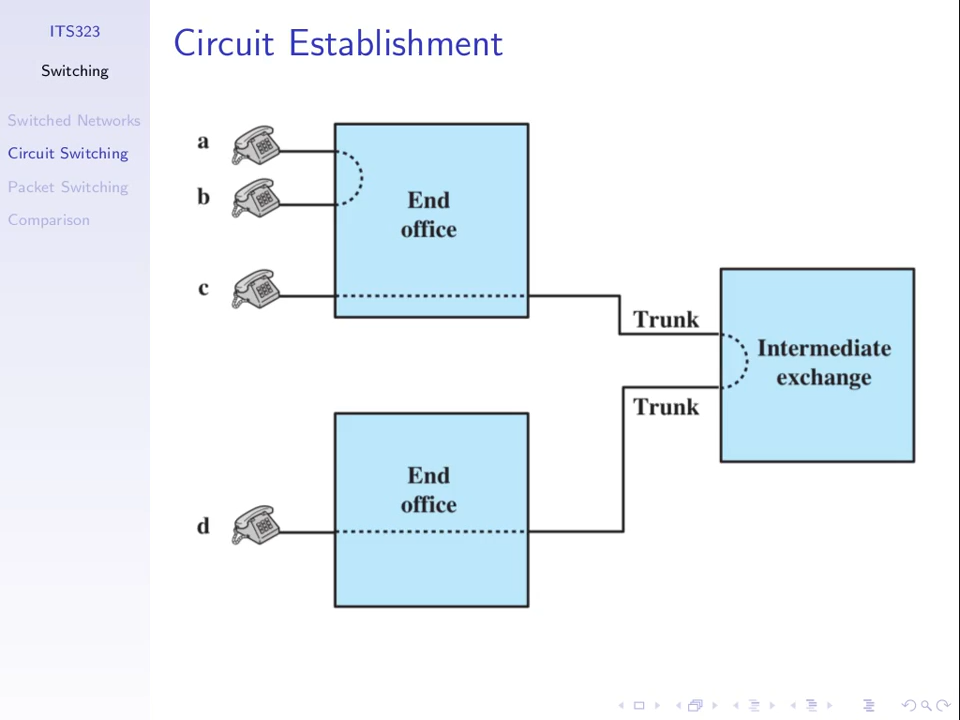 ITS323
Switching
Switched Networks
Circuit Switching
Packet Switching
Comparison
Circuit Establishment
a
b
c
End
office
Trunk
Intermediate
exchange
Trunk
End
office
d